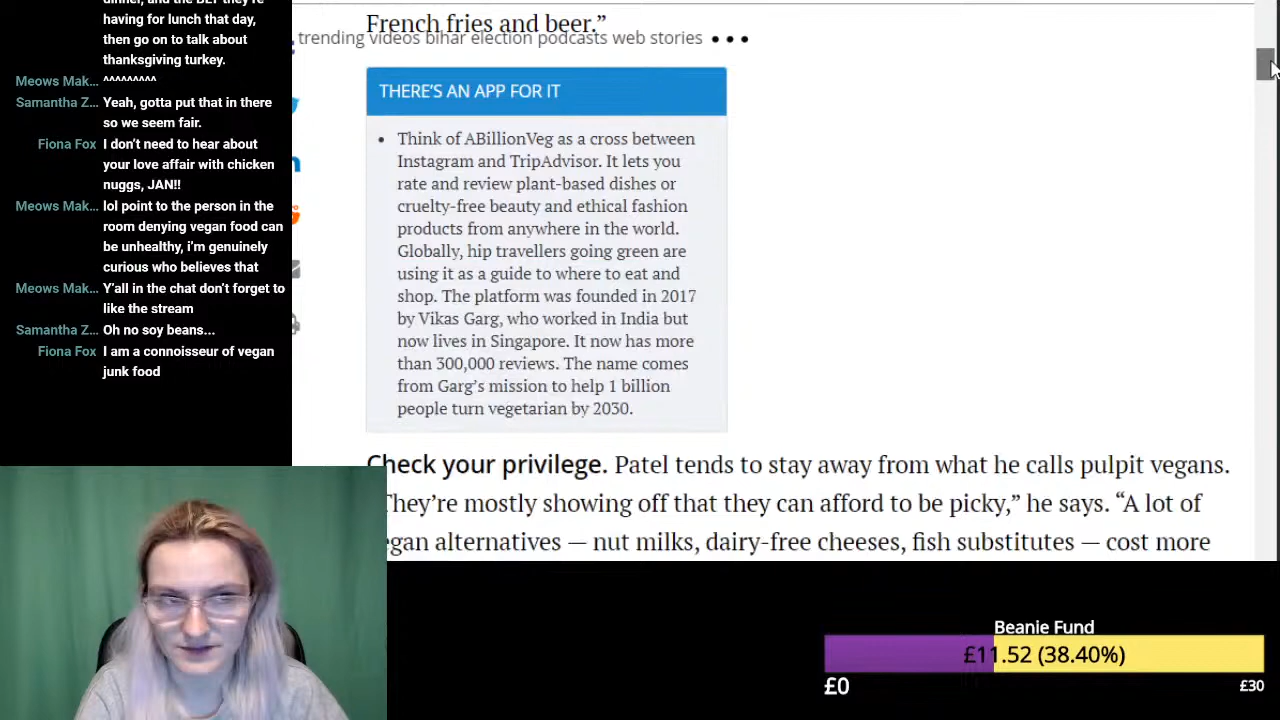 dinner, and the BLT they're
having for lunch that day,
then go on to talk about
thanksgiving turkey.
Meows Mak... ^^^^^^^^^
Samantha Z... Yeah, gotta put that in there
so we seem fair.
Fiona Fox I don't need to hear about
your love affair with chicken
nuggs, JAN!!
Meows Mak... lol point to the person in the
room denying vegan food can
be unhealthy, i'm genuinely
curious who believes that
Meows Mak... Y'all in the chat don't forget to
like the stream
Samantha Z... Oh no soy beans...
Fiona Fox I am a connoisseur of vegan
junk food
French fries and beer.”
trending videos bihar election podcasts web stories
THERE'S AN APP FOR IT
• Think of ABillionVeg as a cross between
Instagram and TripAdvisor. It lets you
rate and review plant-based dishes or
cruelty-free beauty and ethical fashion
products from anywhere in the world.
Globally, hip travellers going green are
using it as a guide to where to eat and
shop. The platform was founded in 2017
by Vikas Garg, who worked in India but
now lives in Singapore. It now has more
than 300,000 reviews. The name comes
from Garg's mission to help 1 billion
people turn vegetarian by 2030.
Check your privilege. Patel tends to stay away from what he calls pulpit vegans.
They're mostly showing off that they can afford to be picky,” he says. “A lot of
egan alternatives — nut milks, dairy-free cheeses, fish substitutes — cost more
Beanie Fund
£11.52 (38.40%)
£0
£30